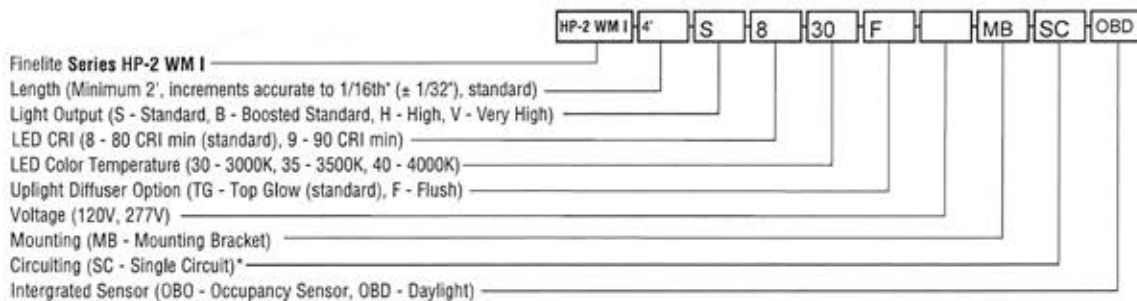 HP-2 WM I 4' S 8 30 F MB SC OBD
Finelite Series HP-2 WM I
Length (Minimum 2', increments accurate to 1/16th" (± 1/32"), standard)
Light Output (S - Standard, B - Boosted Standard, H - High, V - Very High)
LED CRI (8 - 80 CRI min (standard), 9 - 90 CRI min)
LED Color Temperature (30 - 3000K, 35 - 3500K, 40 - 4000K)
Uplight Diffuser Option (TG - Top Glow (standard), F - Flush)
Voltage (120V, 277V)
Mounting (MB - Mounting Bracket)
Circuiting (SC - Single Circuit)*
Intergrated Sensor (OBO - Occupancy Sensor, OBD - Daylight)